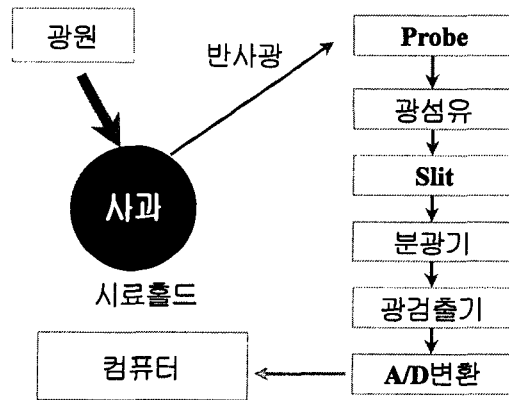 광원
반사광
Probe
광섬유
Slit
사과
분광기
시료홀드
광검출기
컴퓨터
A/D변환